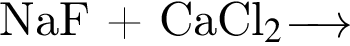 NaF + CaCl₂ ⟶